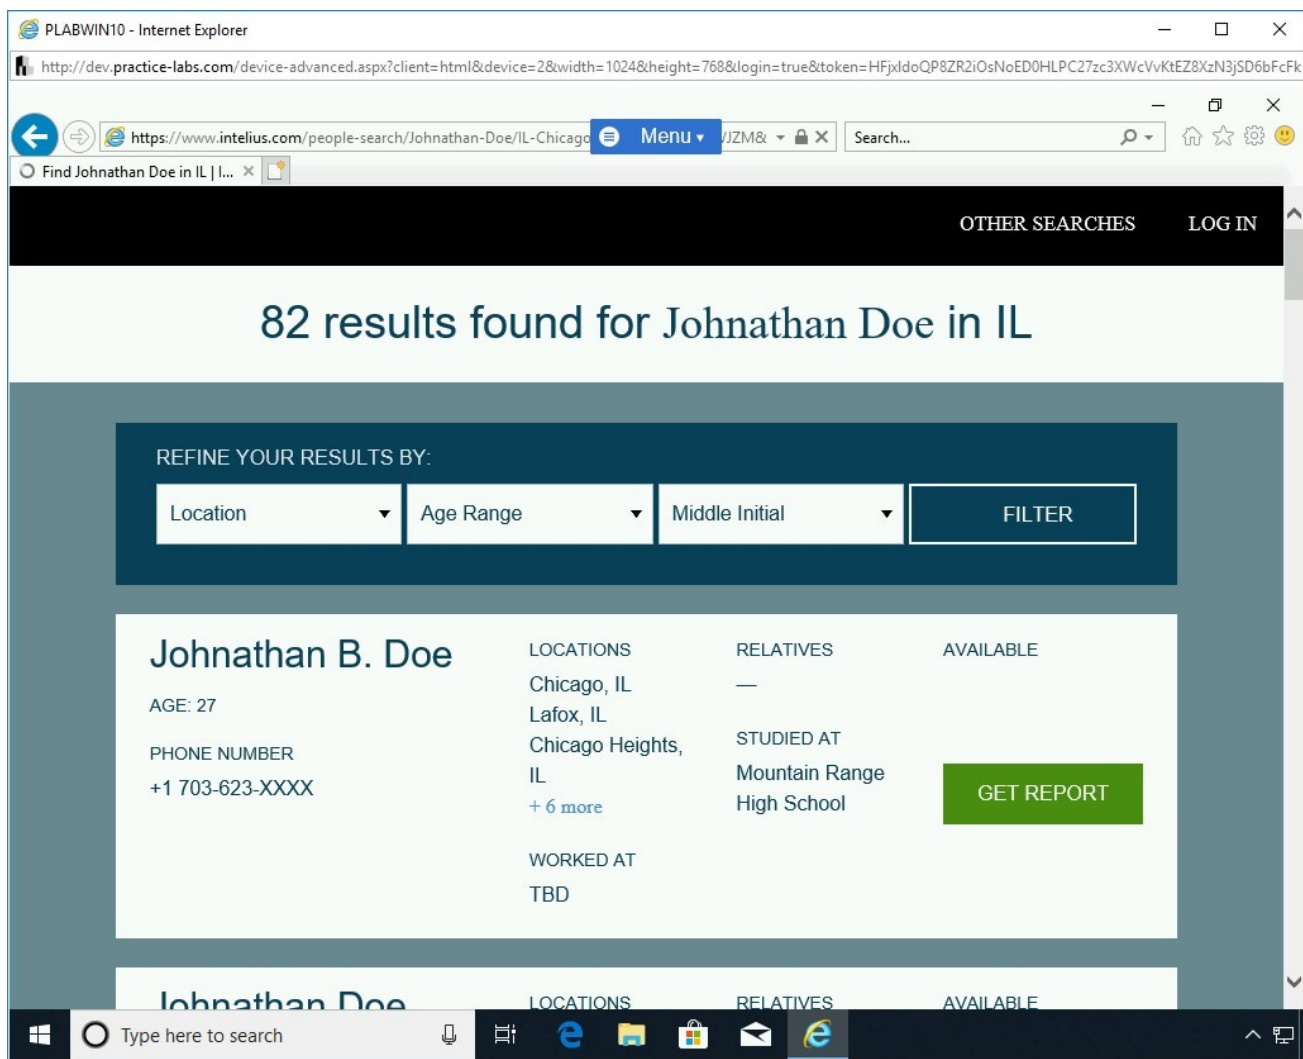 PLABWIN10 - Internet Explorer
http://dev.practice-labs.com/device-advanced.aspx?client=html&device=2&width=1024&height=768&login=true&token=HFjxldoQP8ZR2iOsNoED0HLPC27zc3XWcVvKtEZ8XzN3jSD6bFcFk
https://www.intelius.com/people-search/Johnathan-Doe/IL-Chicago Menu /JZM& Search...
Find Johnathan Doe in IL | I...
OTHER SEARCHES LOG IN
82 results found for Johnathan Doe in IL
REFINE YOUR RESULTS BY:
Location Age Range Middle Initial FILTER
Johnathan B. Doe
AGE: 27
PHONE NUMBER
+1 703-623-XXXX
LOCATIONS
Chicago, IL
Lafox, IL
Chicago Heights,
IL
+ 6 more
WORKED AT
TBD
RELATIVES
—
STUDIED AT
Mountain Range
High School
AVAILABLE
GET REPORT
Johnathan Doe LOCATIONS RELATIVES AVAILABLE
Type here to search